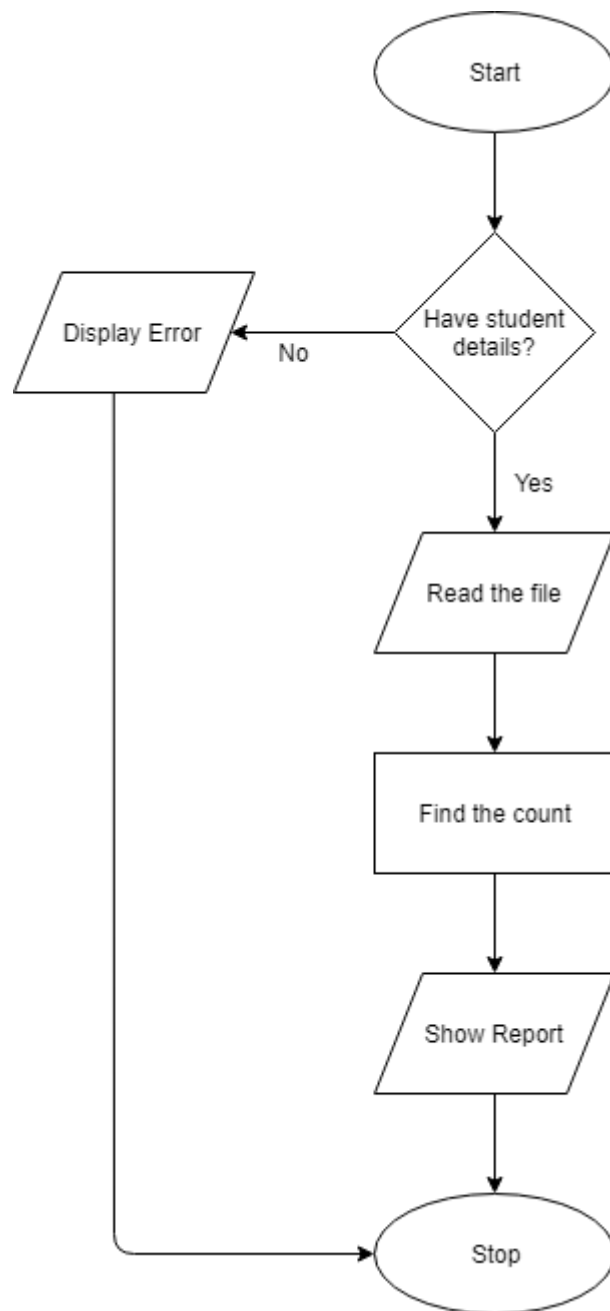 Start
Have student
details?
Display Error
No
Yes
Read the file
Find the count
Show Report
Stop